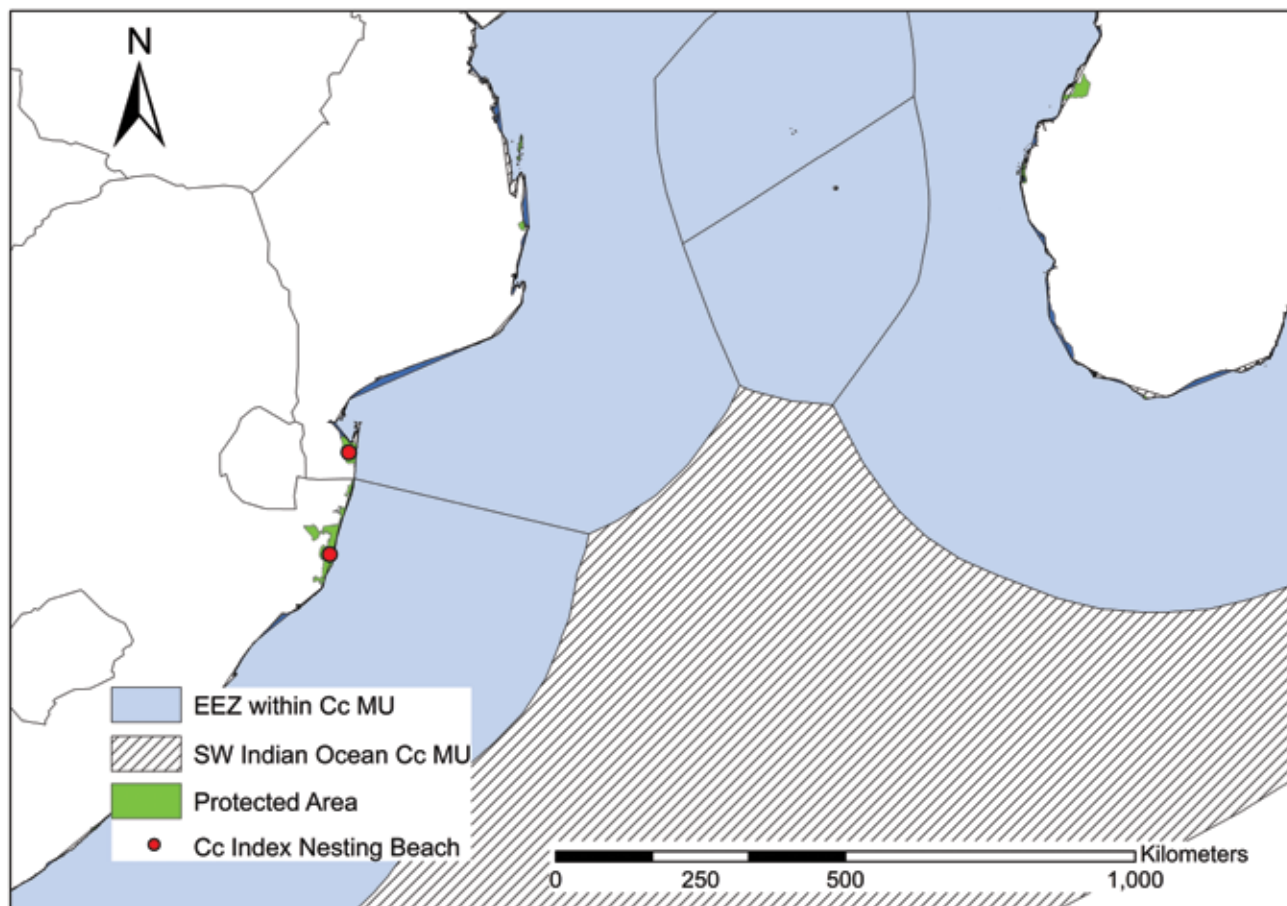 N
EEZ within Cc MU
SW Indian Ocean Cc MU
Protected Area
Cc Index Nesting Beach
Kilometers
0 250 500 1,000